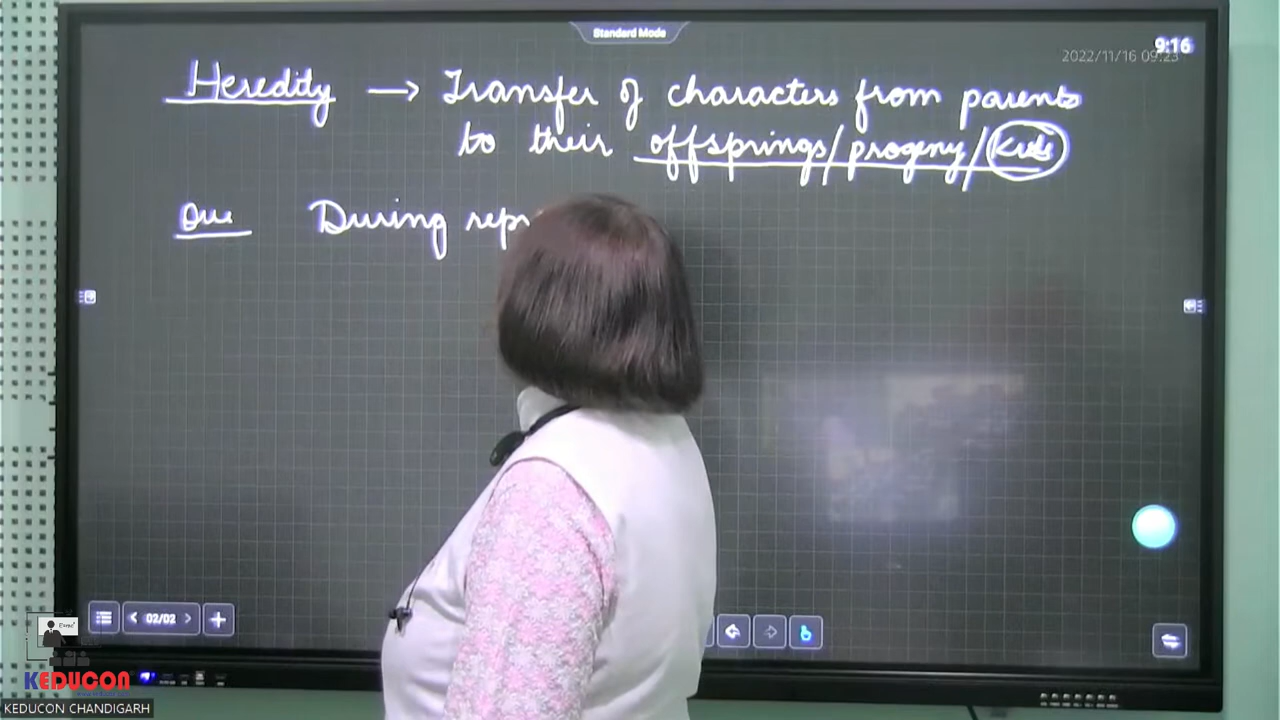 Standard Mode
9:16
2022/11/16 09:23
Heredity → Transfer of characters from parents
to their offsprings/progeny/kids
Que During repr
02/02
KEDUCON
KEDUCON CHANDIGARH